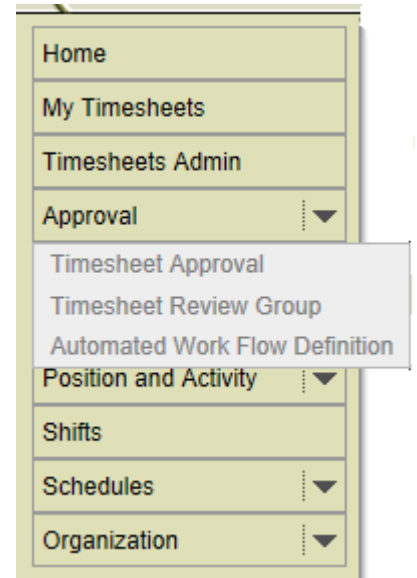 Home
My Timesheets
Timesheets Admin
Approval
Timesheet Approval
Timesheet Review Group
Automated Work Flow Definition
Position and Activity
Shifts
Schedules
Organization